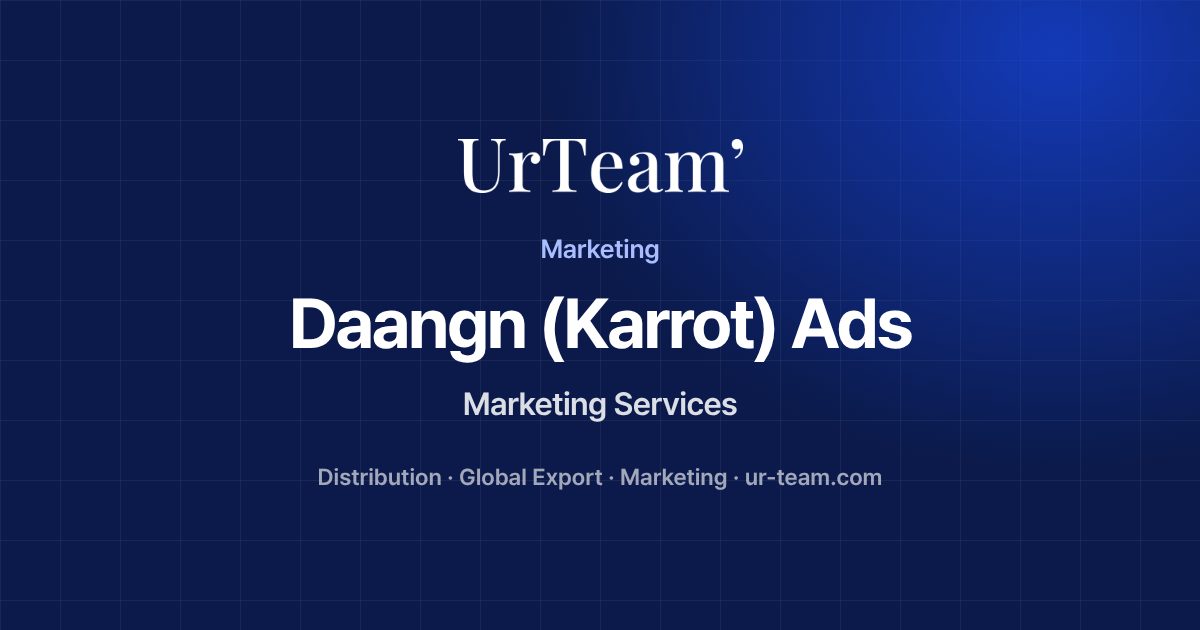 UrTeam’
Marketing
Daangn (Karrot) Ads
Marketing Services
Distribution · Global Export · Marketing · ur-team.com